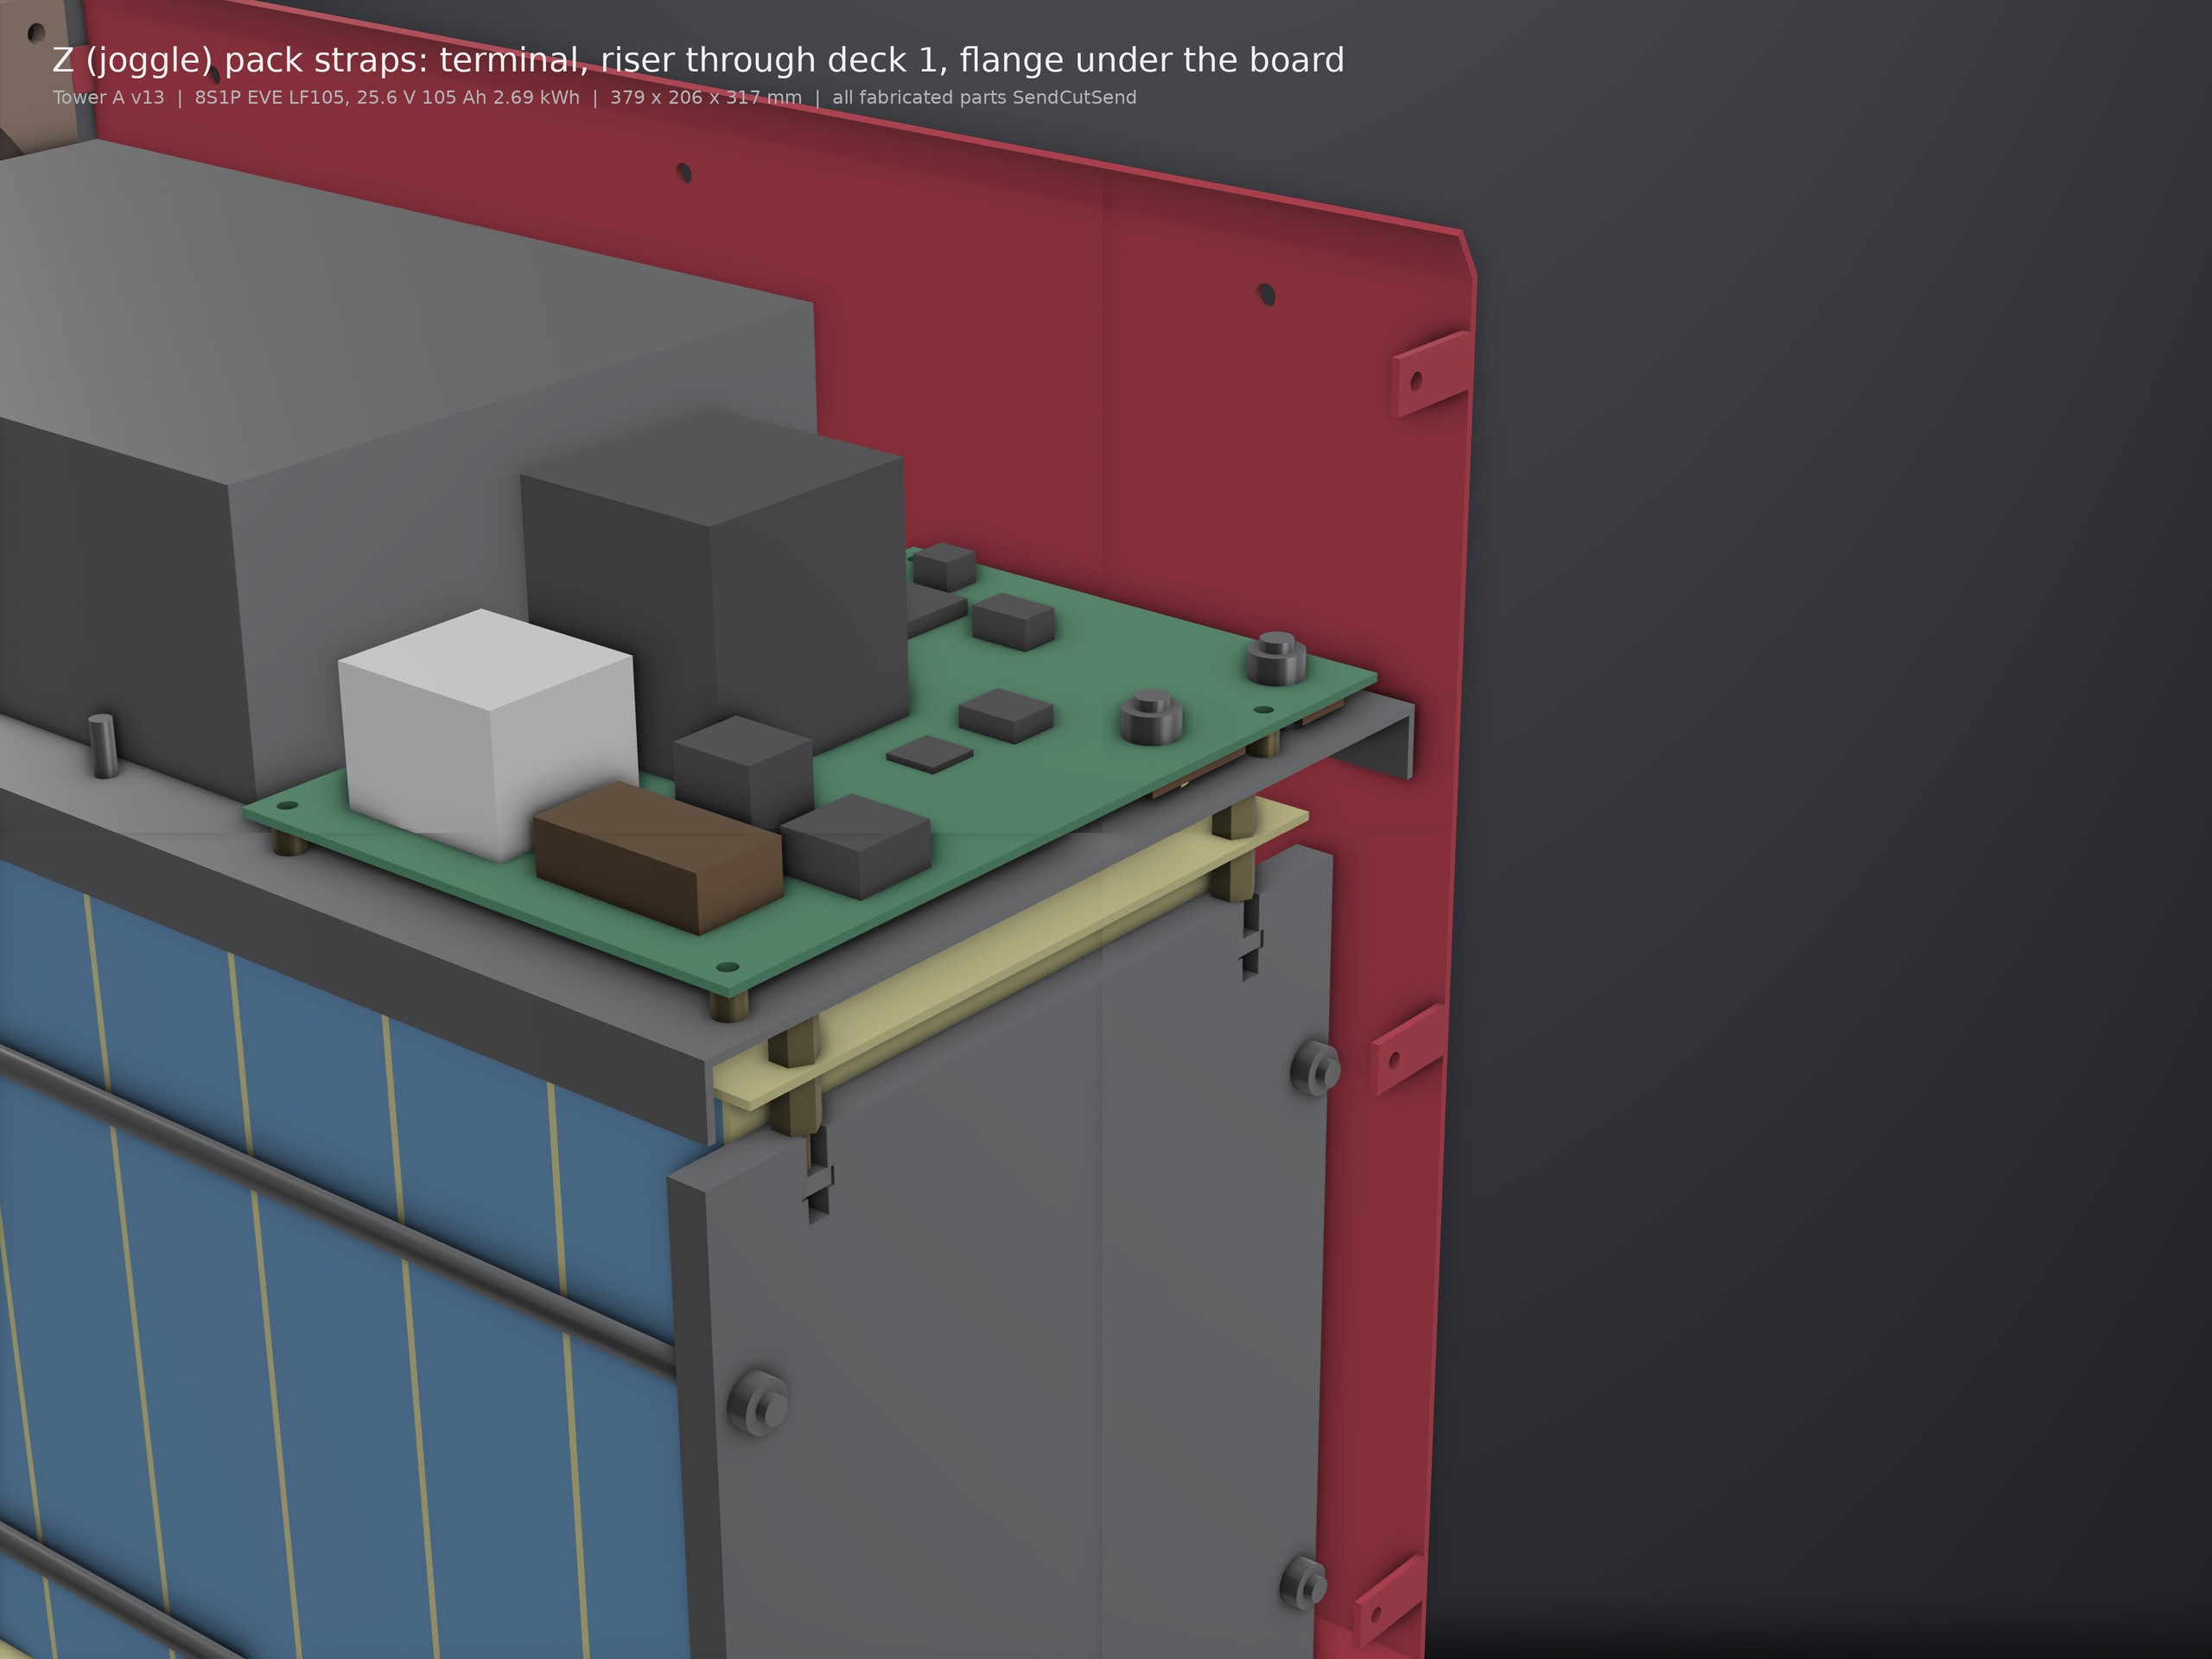 Z (joggle) pack straps: terminal, riser through deck 1, flange under the board
Tower A v13 | 8S1P EVE LF105, 25.6 V 105 Ah 2.69 kWh | 379 x 206 x 317 mm | all fabricated parts SendCutSend